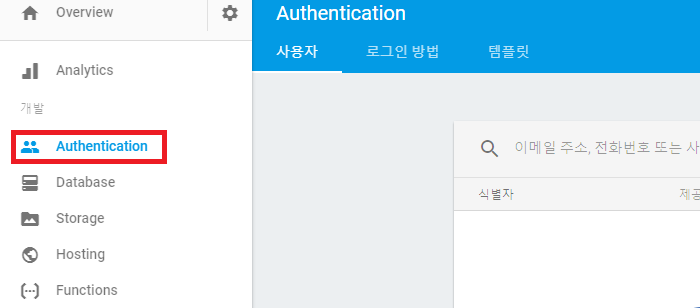 Overview
Analytics
개발
Authentication
Database
Storage
Hosting
Functions
Authentication
사용자
로그인 방법
템플릿
이메일 주소, 전화번호 또는 사
식별자
제공